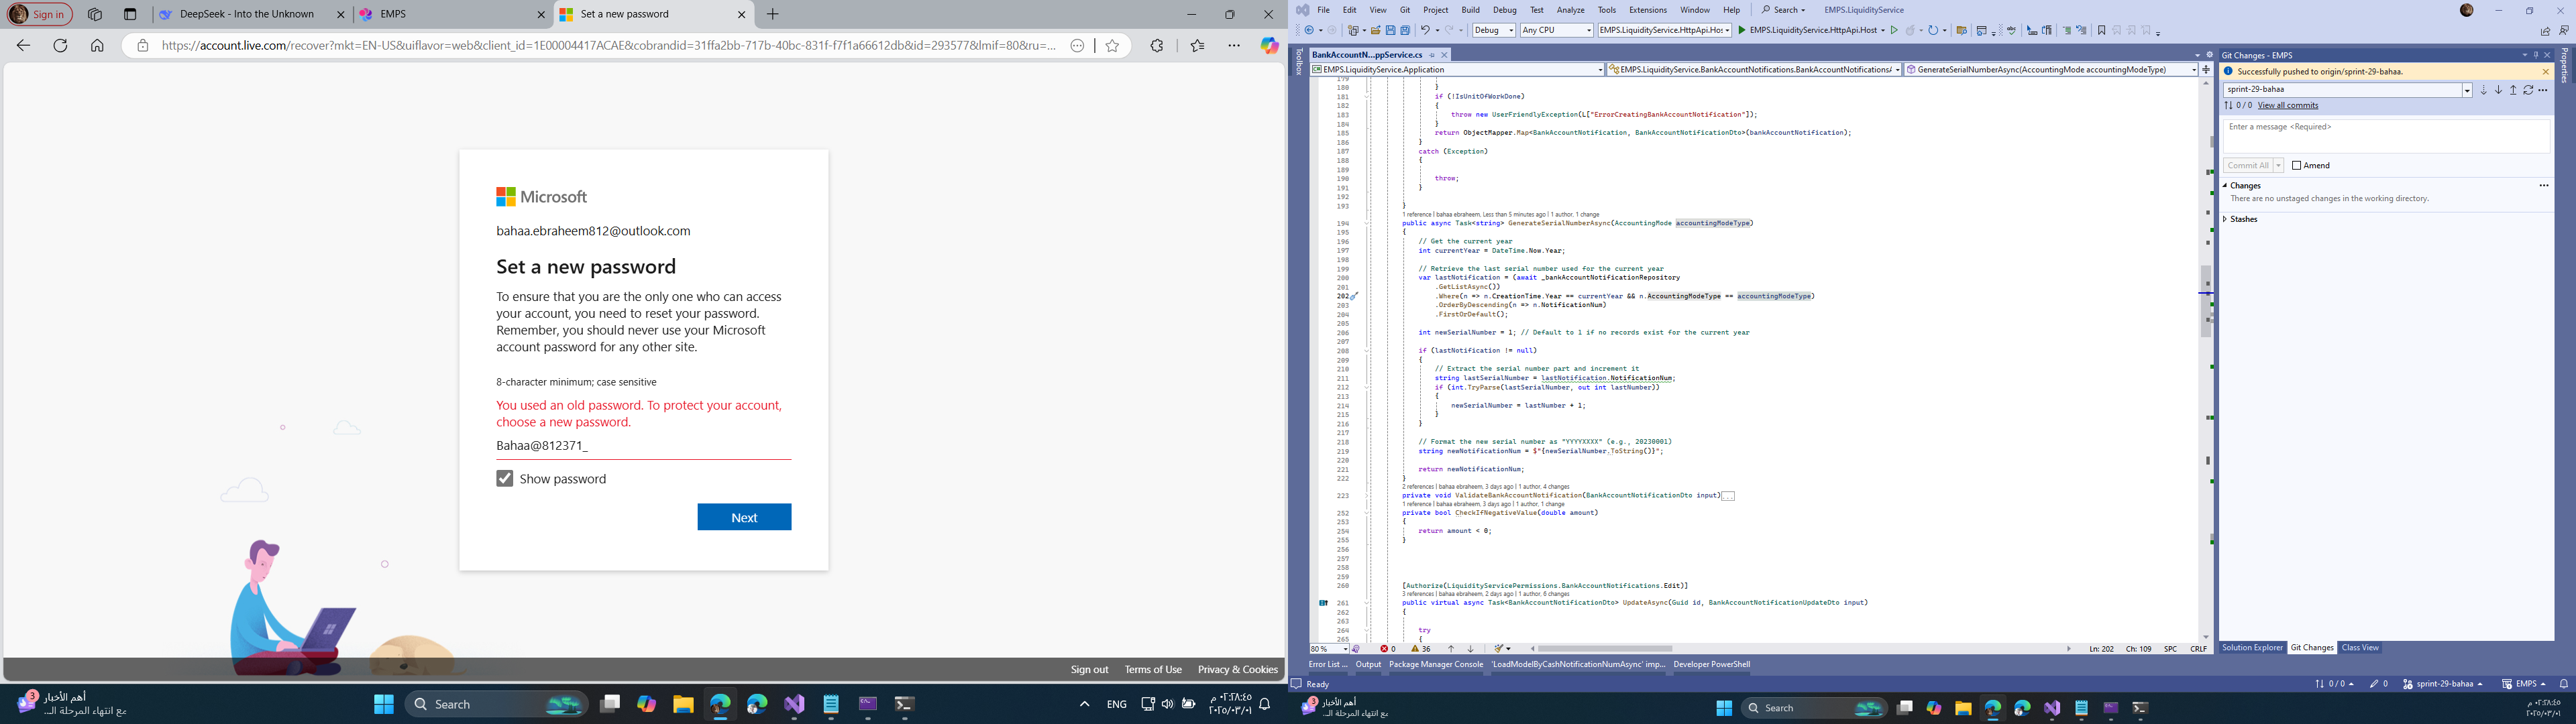 Sign in
DeepSeek - Into the Unknown
EMPS
Set a new password
https://account.live.com/recover?mkt=EN-US&uiflavor=web&client_id=1E00004417ACAE&cobrandid=31ffa2bb-717b-40bc-831f-f7f1a66612db&id=293577&lmif=80&ru=...
Microsoft
bahaa.ebraheem812@outlook.com
Set a new password
To ensure that you are the only one who can access
your account, you need to reset your password.
Remember, you should never use your Microsoft
account password for any other site.
8-character minimum; case sensitive
You used an old password. To protect your account,
choose a new password.
Bahaa@812371_
Show password
Next
Sign out Terms of Use Privacy & Cookies
3
أهم الأخبار
مع انتهاء المرحلة الـ...
Search
ENG
٠٢:٢٨:٤٥ م
٢٠٢٥/٠٣/٠١
File Edit View Git Project Build Debug Test Analyze Tools Extensions Window Help Search EMPS.LiquidityService
Debug Any CPU EMPS.LiquidityService.HttpApi.Hos EMPS.LiquidityService.HttpApi.Host
Toolbox
BankAccountN...ppService.cs
EMPS.LiquidityService.Application EMPS.LiquidityService.BankAccountNotifications.BankAccountNotifications GenerateSerialNumberAsync(AccountingMode accountingModeType)
179
180 }
181 if (!IsUnitOfWorkDone)
182 {
183 throw new UserFriendlyException(L["ErrorCreatingBankAccountNotification"]);
184 }
185 return ObjectMapper.Map<BankAccountNotification, BankAccountNotificationDto>(bankAccountNotification);
186 }
187 catch (Exception)
188 {
189
190 throw;
191 }
192
193 }
1 reference | bahaa ebraheem, Less than 5 minutes ago | 1 author, 1 change
194 public async Task<string> GenerateSerialNumberAsync(AccountingMode accountingModeType)
195 {
196 // Get the current year
197 int currentYear = DateTime.Now.Year;
198
199 // Retrieve the last serial number used for the current year
200 var lastNotification = (await _bankAccountNotificationRepository
201 .GetListAsync())
202 .Where(n => n.CreationTime.Year == currentYear && n.AccountingModeType == accountingModeType)
203 .OrderByDescending(n => n.NotificationNum)
204 .FirstOrDefault();
205
206 int newSerialNumber = 1; // Default to 1 if no records exist for the current year
207
208 if (lastNotification != null)
209 {
210 // Extract the serial number part and increment it
211 string lastSerialNumber = lastNotification.NotificationNum;
212 if (int.TryParse(lastSerialNumber, out int lastNumber))
213 {
214 newSerialNumber = lastNumber + 1;
215 }
216 }
217
218 // Format the new serial number as "YYYYXXXX" (e.g., 20230001)
219 string newNotificationNum = $"{newSerialNumber.ToString()}";
220
221 return newNotificationNum;
222 }
2 references | bahaa ebraheem, 3 days ago | 1 author, 4 changes
223 private void ValidateBankAccountNotification(BankAccountNotificationDto input)...
1 reference | bahaa ebraheem, 3 days ago | 1 author, 1 change
252 private bool CheckIfNegativeValue(double amount)
253 {
254 return amount < 0;
255 }
256
257
258
259
260 [Authorize(LiquidityServicePermissions.BankAccountNotifications.Edit)]
3 references | bahaa ebraheem, 2 days ago | 1 author, 6 changes
261 public virtual async Task<BankAccountNotificationDto> UpdateAsync(Guid id, BankAccountNotificationUpdateDto input)
262 {
263
264 try
265 {
80 % 0 36 Ln: 202 Ch: 109 SPC CRLF
Error List ... Output Package Manager Console 'LoadModelByCashNotificationNumAsync' imp... Developer PowerShell
Ready 0 / 0 0 sprint-29-bahaa EMPS
Git Changes - EMPS
Successfully pushed to origin/sprint-29-bahaa.
sprint-29-bahaa
0 / 0 View all commits
Enter a message <Required>
Commit All Amend
Changes
There are no unstaged changes in the working directory.
Stashes
Solution Explorer Git Changes Class View
Properties
3
أهم الأخبار
مع انتهاء المرحلة الـ...
Search
٠٢:٢٨:٤٥ م
٢٠٢٥/٠٣/٠١